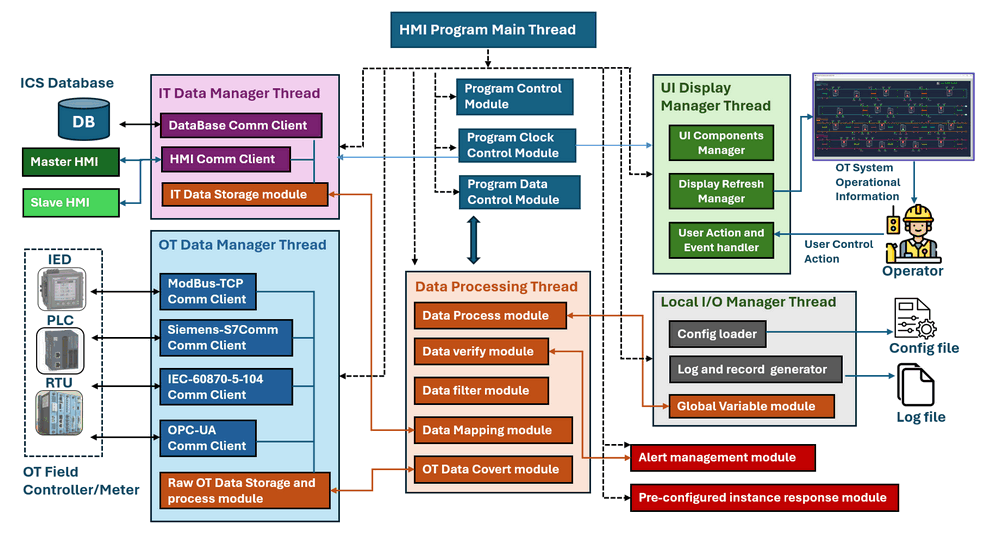 HMI Program Main Thread
ICS Database
DB
Master HMI
Slave HMI
IT Data Manager Thread
DataBase Comm Client
HMI Comm Client
IT Data Storage module
Program Control
Module
Program Clock
Control Module
Program Data
Control Module
UI Display
Manager Thread
UI Components
Manager
Display Refresh
Manager
User Action and
Event handler
OT System
Operational
Information
User Control
Action
Operator
IED
PLC
RTU
OT Field
Controller/Meter
OT Data Manager Thread
ModBus-TCP
Comm Client
Siemens-S7Comm
Comm Client
IEC-60870-5-104
Comm Client
OPC-UA
Comm Client
Raw OT Data Storage and
process module
Data Processing Thread
Data Process module
Data verify module
Data filter module
Data Mapping module
OT Data Covert module
Local I/O Manager Thread
Config loader
Log and record generator
Global Variable module
Config file
Log file
Alert management module
Pre-configured instance response module